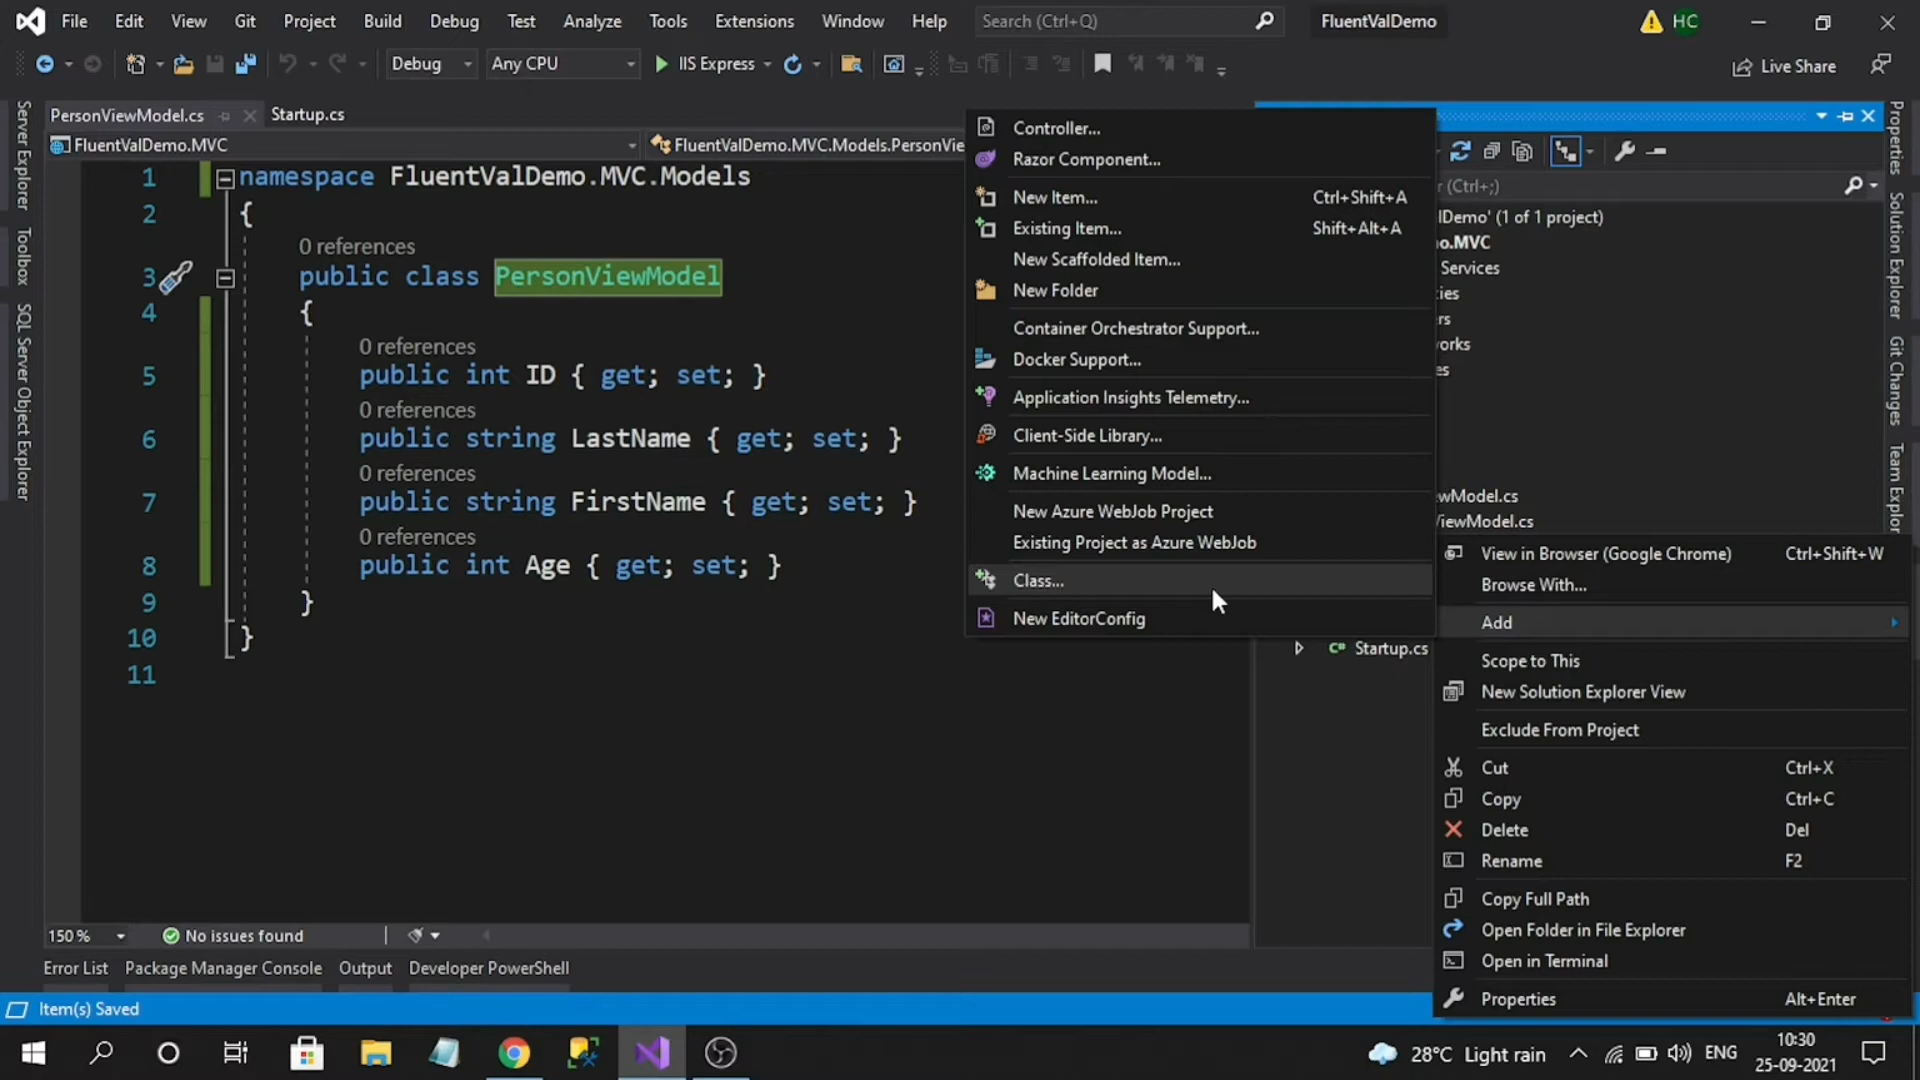 File Edit View Git Project Build Debug Test Analyze Tools Extensions Window Help Search (Ctrl+Q) FluentValDemo HC
Debug Any CPU IIS Express Live Share
PersonViewModel.cs Startup.cs
FluentValDemo.MVC FluentValDemo.MVC.Models.PersonVie
Server Explorer
Toolbox
SQL Server Object Explorer
1 namespace FluentValDemo.MVC.Models
2 {
0 references
3 public class PersonViewModel
4 {
0 references
5 public int ID { get; set; }
0 references
6 public string LastName { get; set; }
0 references
7 public string FirstName { get; set; }
0 references
8 public int Age { get; set; }
9 }
10 }
11
Controller...
Razor Component...
New Item... Ctrl+Shift+A
Existing Item... Shift+Alt+A
New Scaffolded Item...
New Folder
Container Orchestrator Support...
Docker Support...
Application Insights Telemetry...
Client-Side Library...
Machine Learning Model...
New Azure WebJob Project
Existing Project as Azure WebJob
Class...
New EditorConfig
r (Ctrl+;)
lDemo' (1 of 1 project)
o.MVC
Services
ies
rs
orks
es
wModel.cs
ViewModel.cs
Startup.cs
Properties
Solution Explorer
Git Changes
Team Explor
View in Browser (Google Chrome) Ctrl+Shift+W
Browse With...
Add
Scope to This
New Solution Explorer View
Exclude From Project
Cut Ctrl+X
Copy Ctrl+C
Delete Del
Rename F2
Copy Full Path
Open Folder in File Explorer
Open in Terminal
Properties Alt+Enter
150 % No issues found
Error List Package Manager Console Output Developer PowerShell
Item(s) Saved
28°C Light rain ENG 10:30
25-09-2021